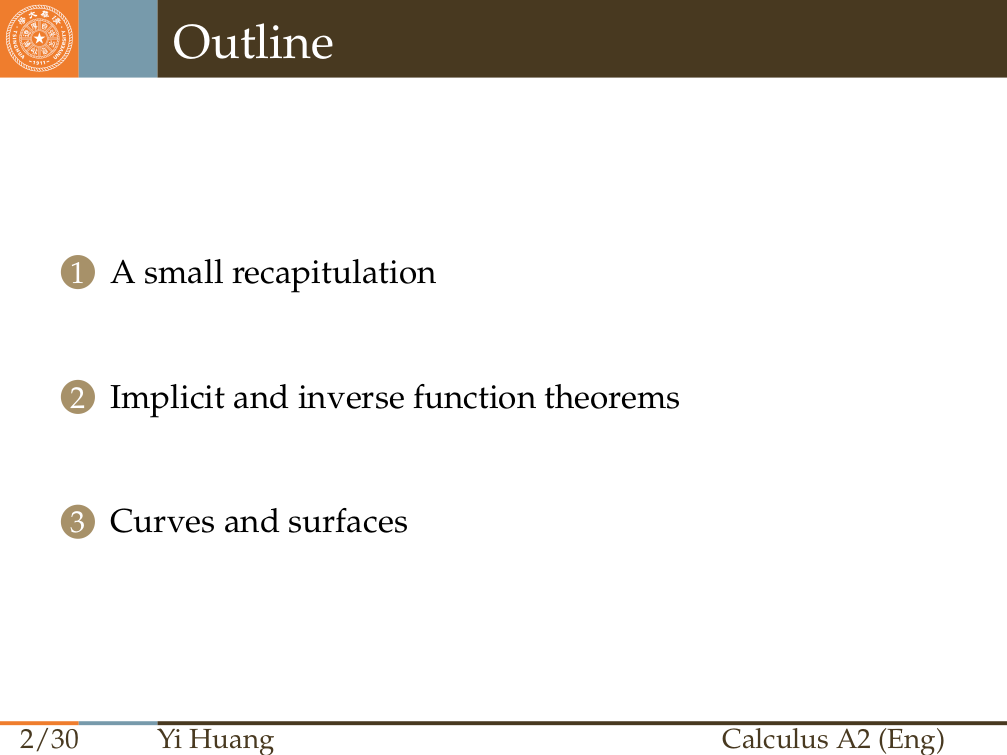 Outline
1 A small recapitulation
2 Implicit and inverse function theorems
3 Curves and surfaces
2/30 Yi Huang Calculus A2 (Eng)